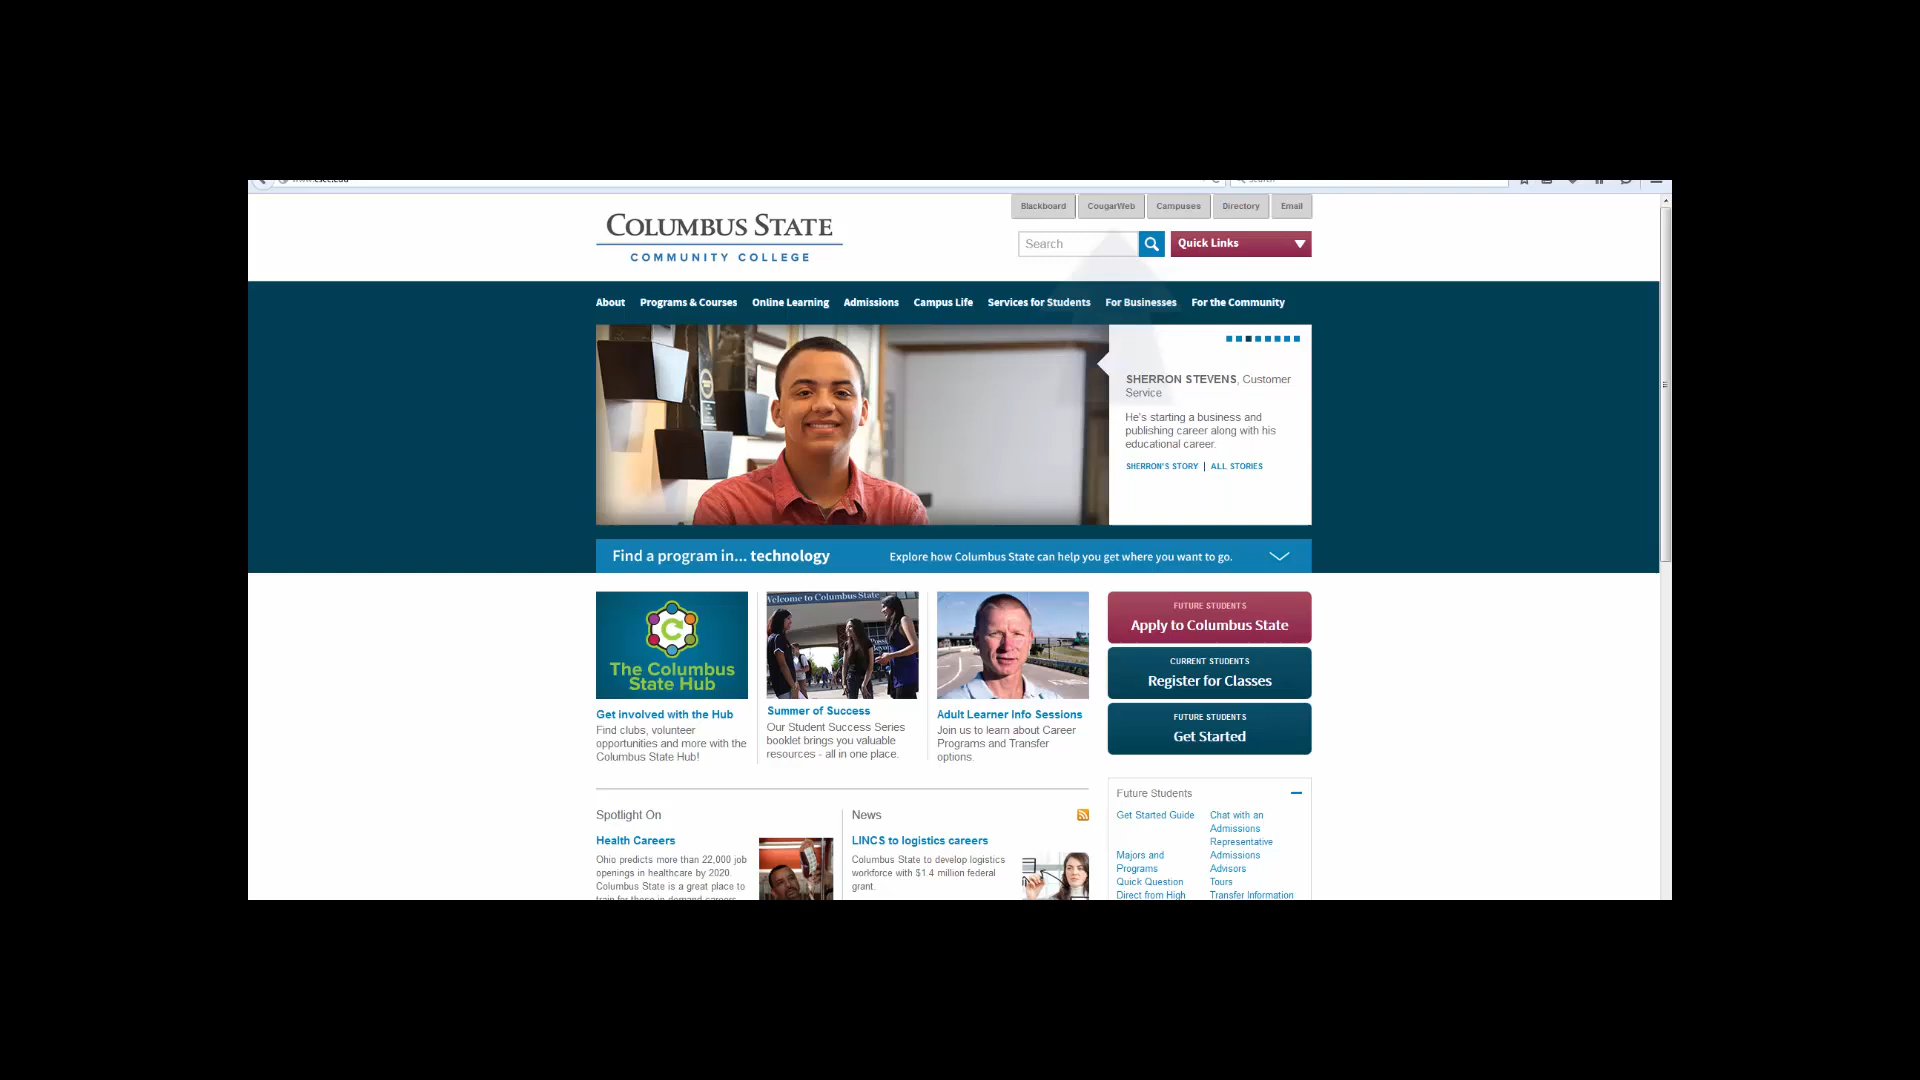 Blackboard CougarWeb Campuses Directory Email
COLUMBUS STATE
COMMUNITY COLLEGE
Search
Quick Links
About Programs & Courses Online Learning Admissions Campus Life Services for Students For Businesses For the Community
SHERRON STEVENS, Customer
Service
He's starting a business and
publishing career along with his
educational career.
SHERRON'S STORY | ALL STORIES
Find a program in... technology
Explore how Columbus State can help you get where you want to go.
The Columbus
State Hub
Get involved with the Hub
Find clubs, volunteer
opportunities and more with the
Columbus State Hub!
Welcome to Columbus State
Summer of Success
Our Student Success Series
booklet brings you valuable
resources - all in one place.
Adult Learner Info Sessions
Join us to learn about Career
Programs and Transfer
options.
FUTURE STUDENTS
Apply to Columbus State
CURRENT STUDENTS
Register for Classes
FUTURE STUDENTS
Get Started
Spotlight On
Health Careers
Ohio predicts more than 22,000 job
openings in healthcare by 2020.
Columbus State is a great place to
News
LINCS to logistics careers
Columbus State to develop logistics
workforce with $1.4 million federal
grant.
Future Students
Get Started Guide
Chat with an
Admissions
Representative
Majors and
Programs
Admissions
Advisors
Quick Question
Tours
Direct from High
Transfer Information